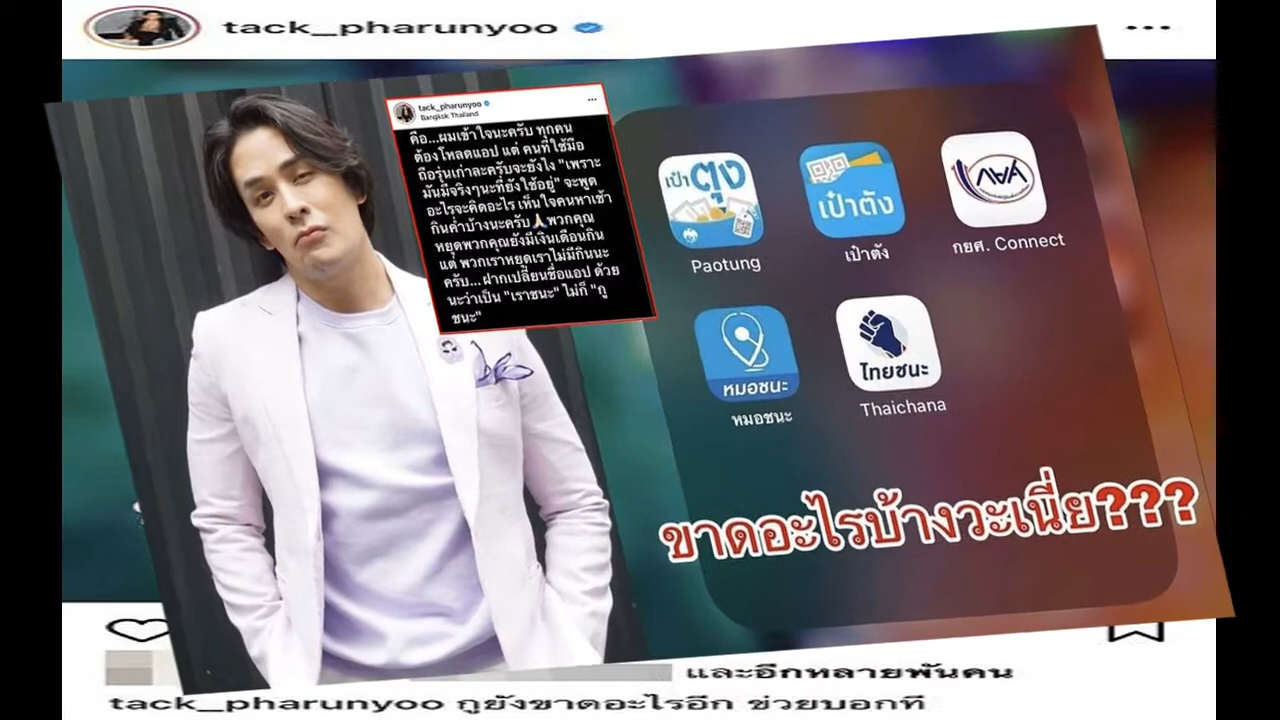 tack_pharunyoo
tack_pharunyoo
Bangkok Thailand
คือ...ผมเข้าใจนะครับ ทุกคน
ต้องโหลดแอป แต่ คนที่ใช้มือ
ถือรุ่นเก่าละครับจะยังไง "เพราะ
มันมีจริงๆนะที่ยังใช้อยู่" จะพูด
อะไรจะคิดอะไร เห็นใจคนหาเช้า
กินค่ำบ้างนะครับ🙏พวกคุณ
หยุดพวกคุณยังมีเงินเดือนกิน
แต่ พวกเราหยุดเราไม่มีกินนะ
ครับ... ฝากเปลี่ยนชื่อแอป ด้วย
นะว่าเป็น "เราชนะ" ไม่ก็ "กู
ชนะ"
เป๋าตุง
Paotung
เป๋าตัง
เป๋าตัง
กยศ
กยศ. Connect
หมอชนะ
หมอชนะ
ไทยชนะ
Thaichana
ขาดอะไรบ้างวะเนี่ย???
และอีกหลายพันคน
tack_pharunyoo กูยังขาดอะไรอีก ช่วยบอกที